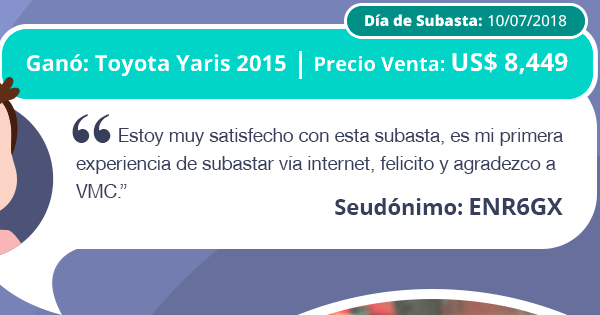 Día de Subasta: 10/07/2018
Ganó: Toyota Yaris 2015 | Precio Venta: US$ 8,449
“ Estoy muy satisfecho con esta subasta, es mi primera
experiencia de subastar vía internet, felicito y agradezco a
VMC.”
Seudónimo: ENR6GX